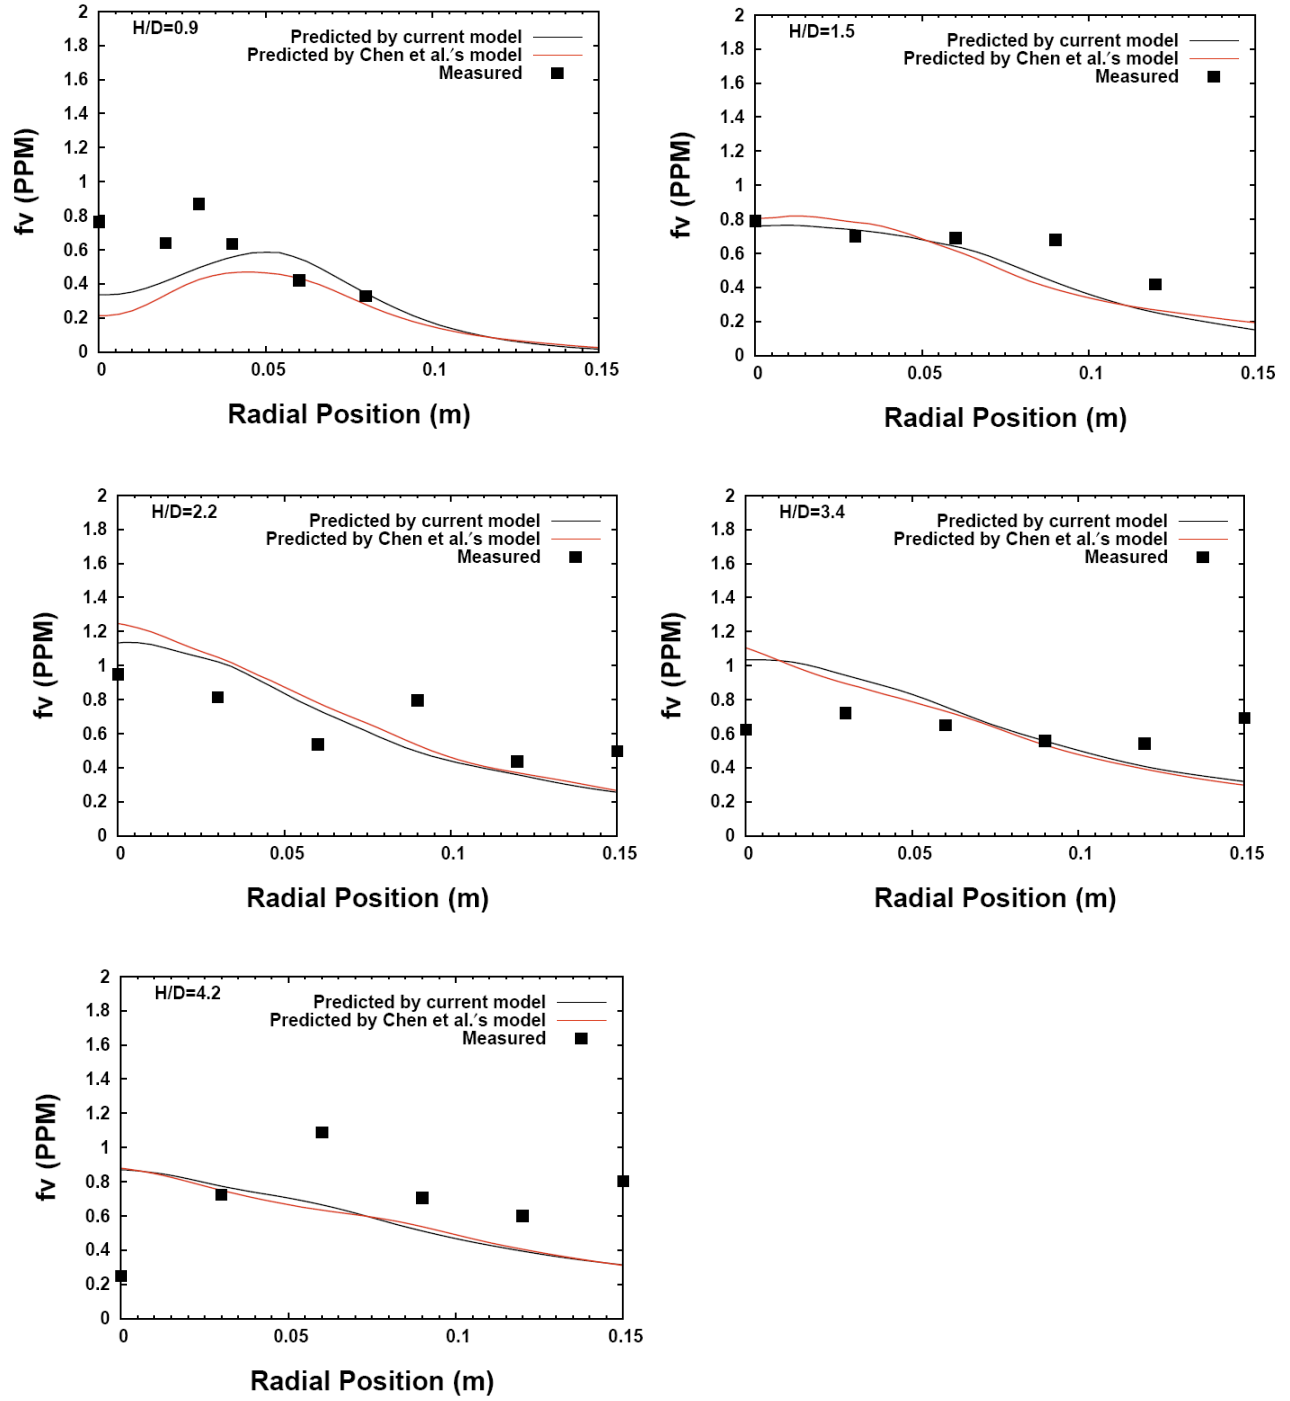 H/D=0.9
Predicted by current model
Predicted by Chen et al.′s model
Measured
2
1.8
1.6
1.4
1.2
1
0.8
0.6
0.4
0.2
0
fv (PPM)
0 0.05 0.1 0.15
Radial Position (m)
H/D=1.5
Predicted by current model
Predicted by Chen et al.′s model
Measured
2
1.8
1.6
1.4
1.2
1
0.8
0.6
0.4
0.2
0
fv (PPM)
0 0.05 0.1 0.15
Radial Position (m)
H/D=2.2
Predicted by current model
Predicted by Chen et al.′s model
Measured
2
1.8
1.6
1.4
1.2
1
0.8
0.6
0.4
0.2
0
fv (PPM)
0 0.05 0.1 0.15
Radial Position (m)
H/D=3.4
Predicted by current model
Predicted by Chen et al.′s model
Measured
2
1.8
1.6
1.4
1.2
1
0.8
0.6
0.4
0.2
0
fv (PPM)
0 0.05 0.1 0.15
Radial Position (m)
H/D=4.2
Predicted by current model
Predicted by Chen et al.′s model
Measured
2
1.8
1.6
1.4
1.2
1
0.8
0.6
0.4
0.2
0
fv (PPM)
0 0.05 0.1 0.15
Radial Position (m)